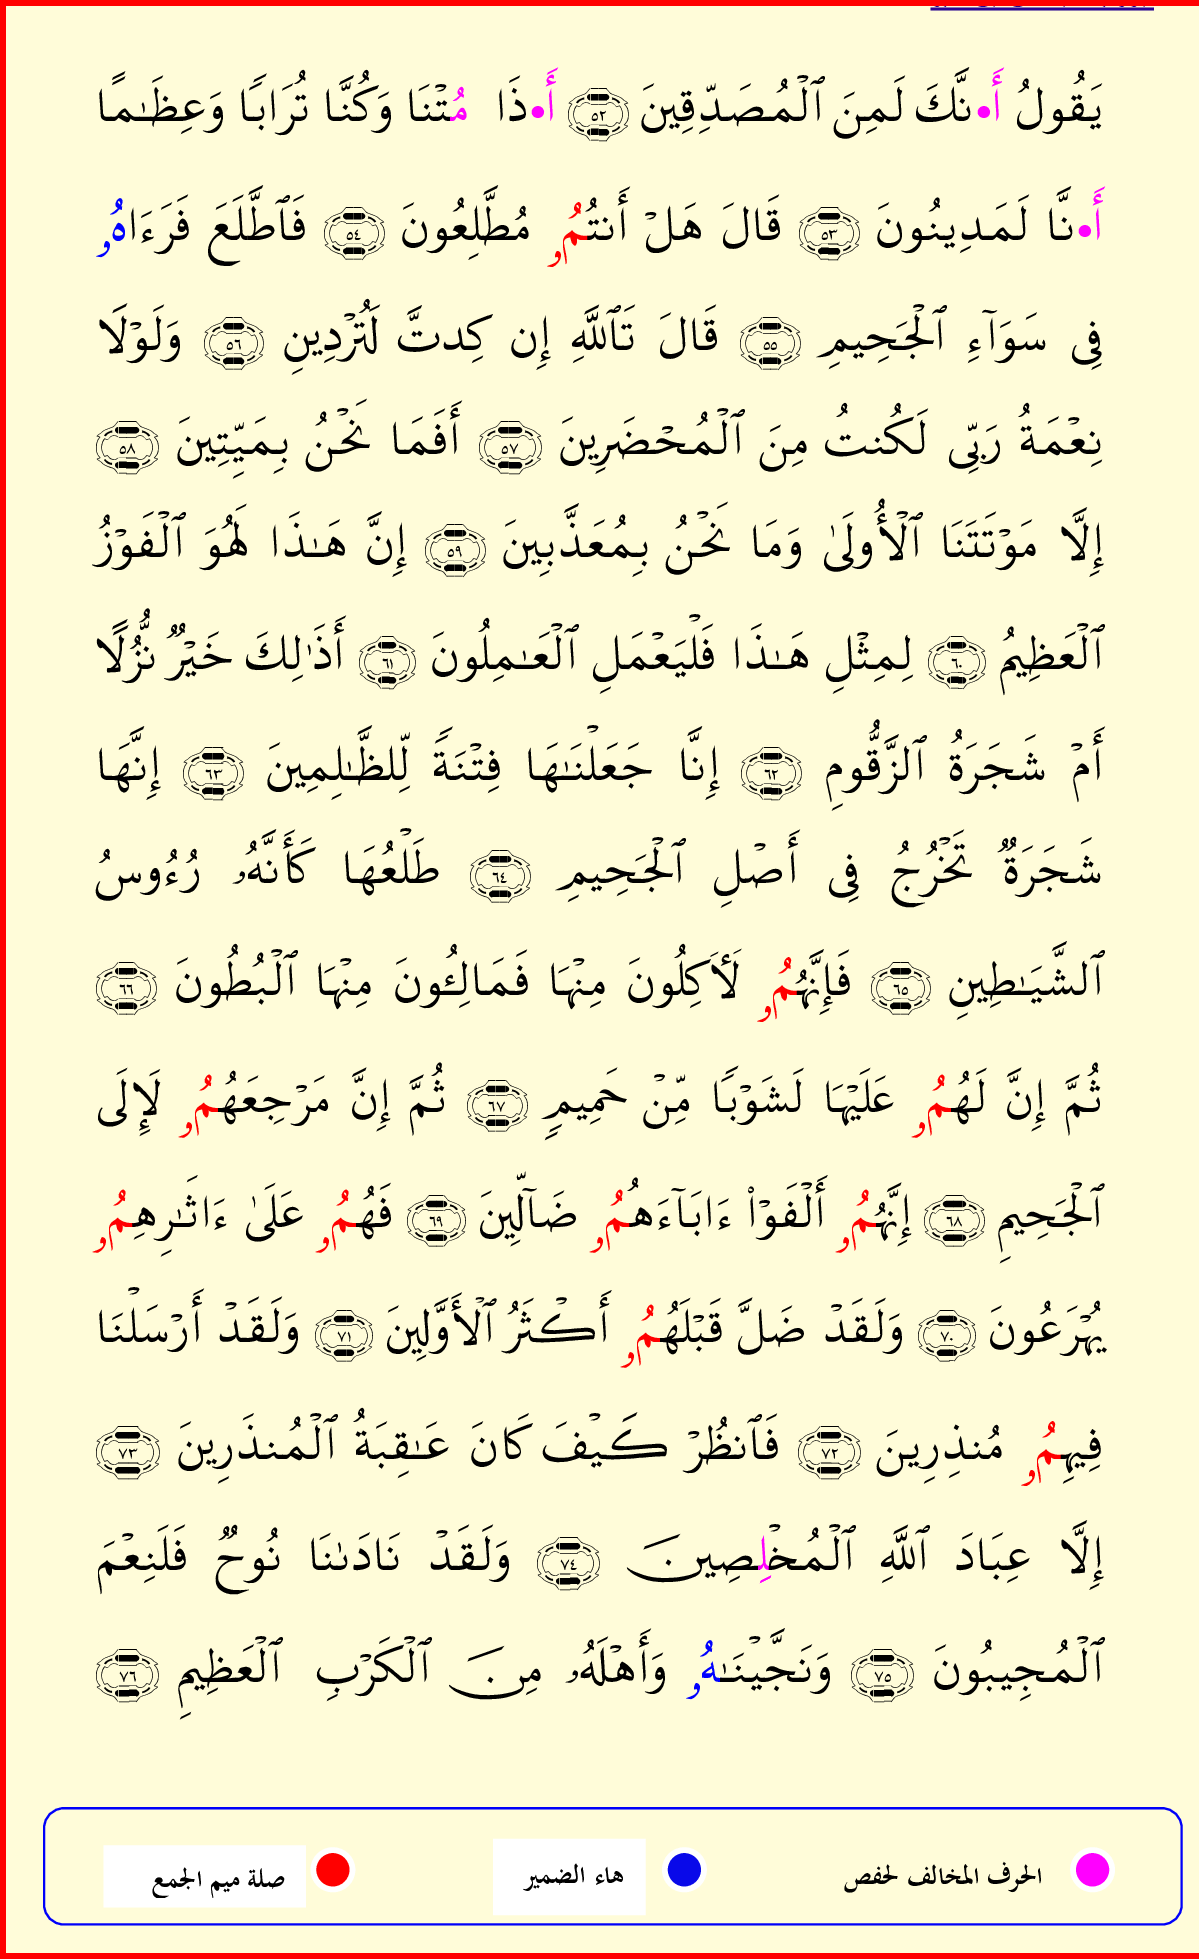 يَقُولُ أَ•نَّكَ لَمِنَ ٱلْمُصَدِّقِينَ ٥٢ أَ•ذَا مُتْنَا وَكُنَّا تُرَابًا وَعِظَـٰمًا
أَ•نَّا لَمَدِينُونَ ٥٣ قَالَ هَلْ أَنتُمُۥ مُطَّلِعُونَ ٥٤ فَٱطَّلَعَ فَرَءَاهُۥ
فِى سَوَآءِ ٱلْجَحِيمِ ٥٥ قَالَ تَٱللَّهِ إِن كِدتَّ لَتُرْدِينِ ٥٦ وَلَوْلَا
نِعْمَةُ رَبِّى لَكُنتُ مِنَ ٱلْمُحْضَرِينَ ٥٧ أَفَمَا نَحْنُ بِمَيِّتِينَ ٥٨
إِلَّا مَوْتَتَنَا ٱلْأُولَىٰ وَمَا نَحْنُ بِمُعَذَّبِينَ ٥٩ إِنَّ هَـٰذَا لَهُوَ ٱلْفَوْزُ
ٱلْعَظِيمُ ٦٠ لِمِثْلِ هَـٰذَا فَلْيَعْمَلِ ٱلْعَـٰمِلُونَ ٦١ أَذَٰلِكَ خَيْرٌ نُّزُلًا
أَمْ شَجَرَةُ ٱلزَّقُّومِ ٦٢ إِنَّا جَعَلْنَـٰهَا فِتْنَةً لِّلظَّـٰلِمِينَ ٦٣ إِنَّهَا
شَجَرَةٌ تَخْرُجُ فِى أَصْلِ ٱلْجَحِيمِ ٦٤ طَلْعُهَا كَأَنَّهُۥ رُءُوسُ
ٱلشَّيَـٰطِينِ ٦٥ فَإِنَّهُمُۥ لَأَكِلُونَ مِنْهَا فَمَالِـُٔونَ مِنْهَا ٱلْبُطُونَ ٦٦
ثُمَّ إِنَّ لَهُمُۥ عَلَيْهَا لَشَوْبًا مِّنْ حَمِيمٍ ٦٧ ثُمَّ إِنَّ مَرْجِعَهُمُۥ لَإِلَى
ٱلْجَحِيمِ ٦٨ إِنَّهُمُۥ أَلْفَوْا۟ ءَابَآءَهُمُۥ ضَآلِّينَ ٦٩ فَهُمُۥ عَلَىٰ ءَاثَـٰرِهِمُۥ
يُهْرَعُونَ ٧٠ وَلَقَدْ ضَلَّ قَبْلَهُمُۥ أَكْثَرُ ٱلْأَوَّلِينَ ٧١ وَلَقَدْ أَرْسَلْنَا
فِيهِمُۥ مُنذِرِينَ ٧٢ فَٱنظُرْ كَيْفَ كَانَ عَـٰقِبَةُ ٱلْمُنذَرِينَ ٧٣
إِلَّا عِبَادَ ٱللَّهِ ٱلْمُخْلِصِينَ ٧٤ وَلَقَدْ نَادَىٰنَا نُوحٌ فَلَنِعْمَ
ٱلْمُجِيبُونَ ٧٥ وَنَجَّيْنَـٰهُۥ وَأَهْلَهُۥ مِنَ ٱلْكَرْبِ ٱلْعَظِيمِ ٧٦
الحرف المخالف لحفص هاء الضمير صلة ميم الجمع